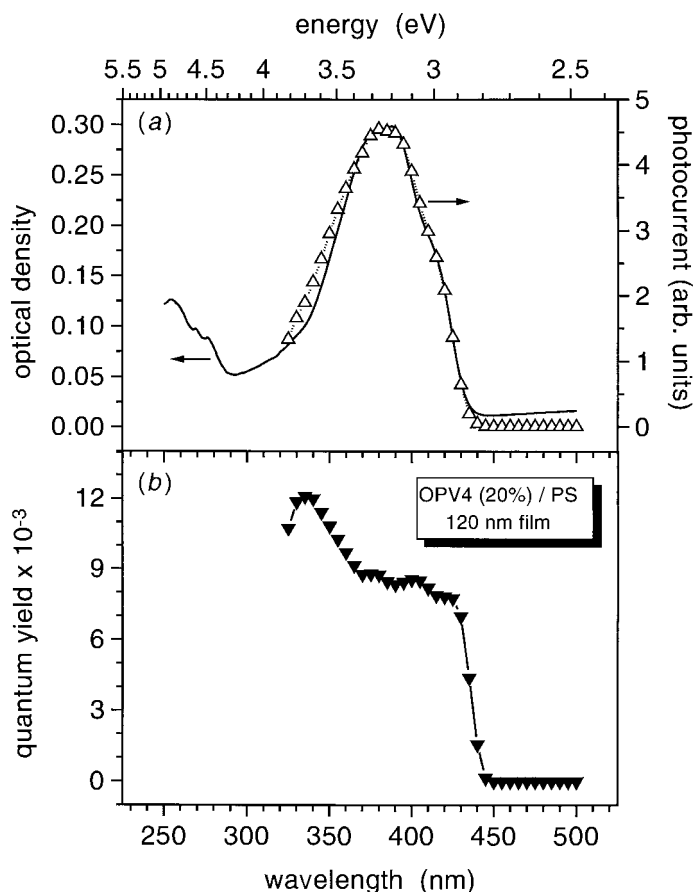 energy (eV)
5.5 5 4.5 4 3.5 3 2.5
(a)
optical density
0.30
0.25
0.20
0.15
0.10
0.05
0.00
photocurrent (arb. units)
5
4
3
2
1
0
(b)
OPV4 (20%) / PS
120 nm film
quantum yield x 10-3
12
9
6
3
0
250 300 350 400 450 500
wavelength (nm)